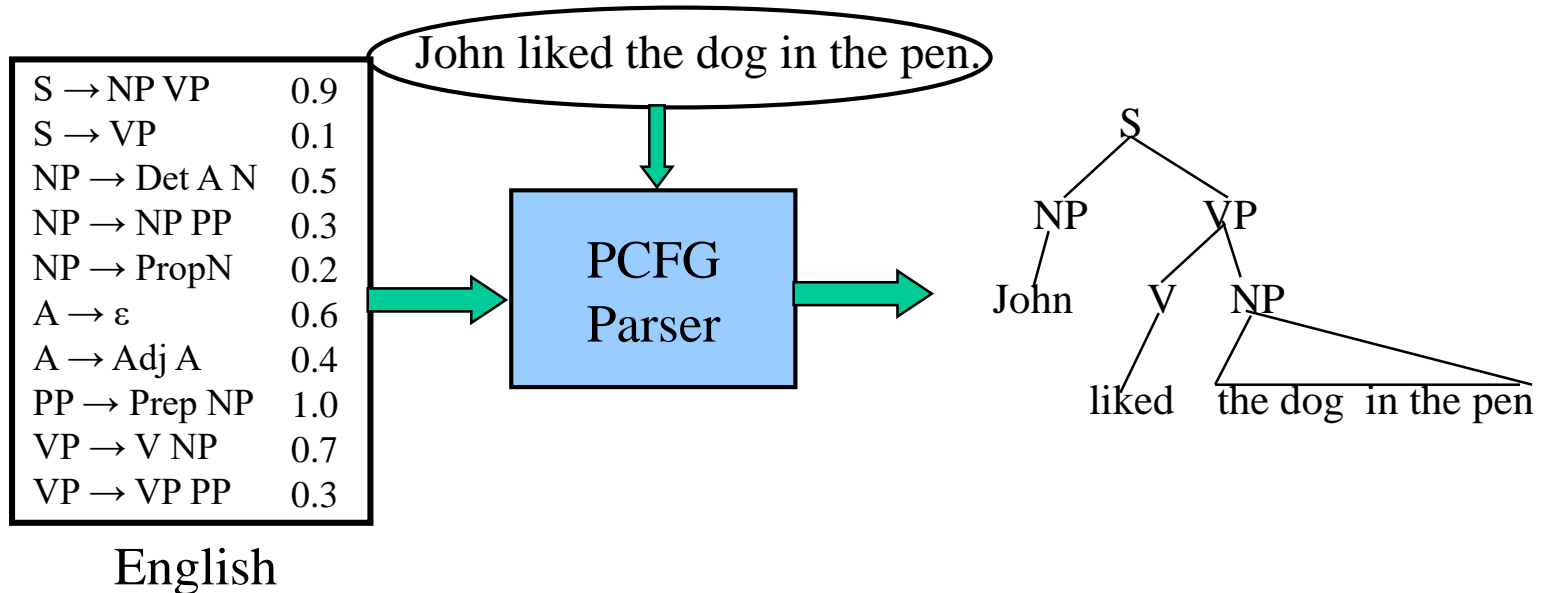 John liked the dog in the pen.
S → NP VP 0.9
S → VP 0.1
NP → Det A N 0.5
NP → NP PP 0.3
NP → PropN 0.2
A → ε 0.6
A → Adj A 0.4
PP → Prep NP 1.0
VP → V NP 0.7
VP → VP PP 0.3
English
PCFG
Parser
S
NP VP
John V NP
liked the dog in the pen